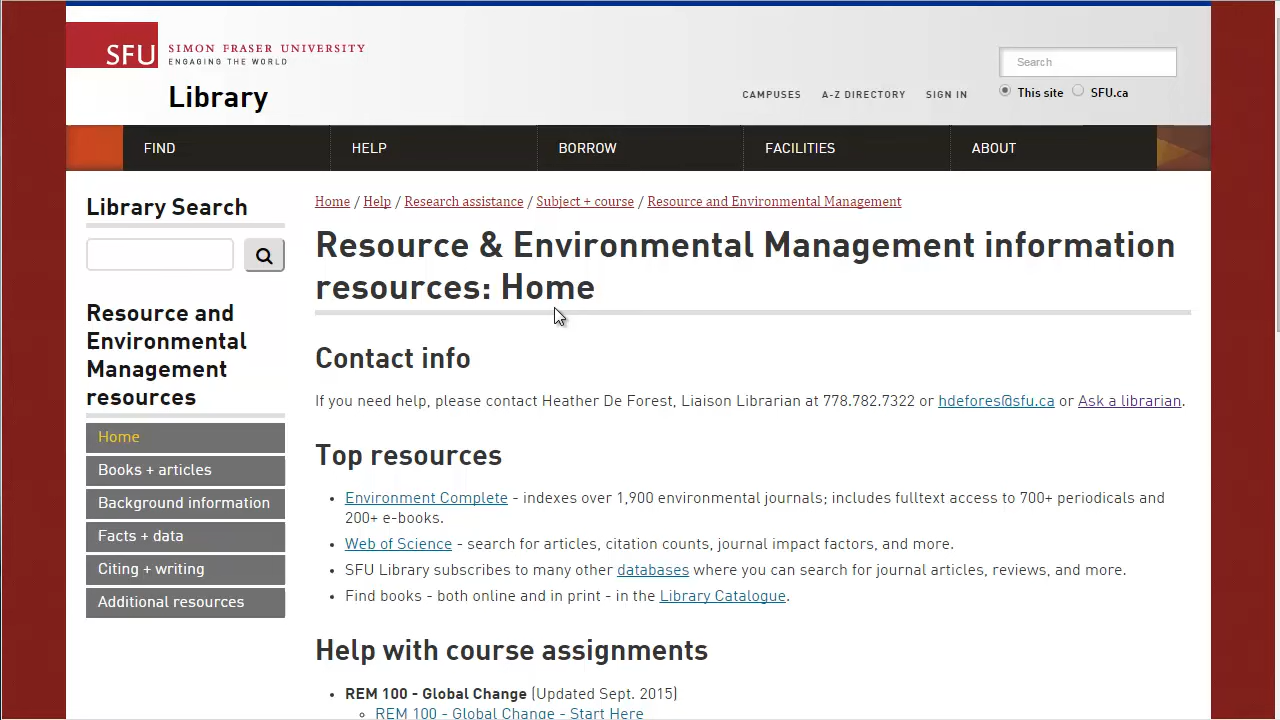 SFU SIMON FRASER UNIVERSITY
ENGAGING THE WORLD
Library
Search
CAMPUSES A-Z DIRECTORY SIGN IN This site SFU.ca
FIND HELP BORROW FACILITIES ABOUT
Library Search
Resource and
Environmental
Management
resources
Home
Books + articles
Background information
Facts + data
Citing + writing
Additional resources
Home / Help / Research assistance / Subject + course / Resource and Environmental Management
Resource & Environmental Management information
resources: Home
Contact info
If you need help, please contact Heather De Forest, Liaison Librarian at 778.782.7322 or hdefores@sfu.ca or Ask a librarian.
Top resources
• Environment Complete - indexes over 1,900 environmental journals; includes fulltext access to 700+ periodicals and
200+ e-books.
• Web of Science - search for articles, citation counts, journal impact factors, and more.
• SFU Library subscribes to many other databases where you can search for journal articles, reviews, and more.
• Find books - both online and in print - in the Library Catalogue.
Help with course assignments
• REM 100 - Global Change (Updated Sept. 2015)
◦ REM 100 - Global Change - Start Here